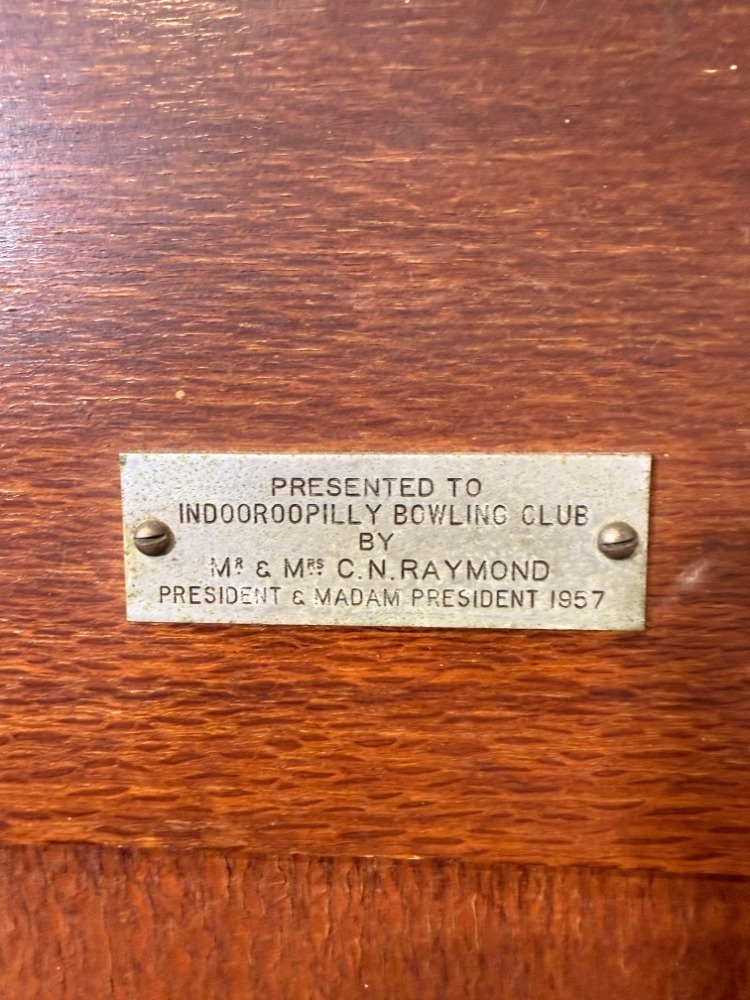 PRESENTED TO
INDOOROOPILLY BOWLING CLUB
BY
MR & MRS C.N. RAYMOND
PRESIDENT & MADAM PRESIDENT 1957